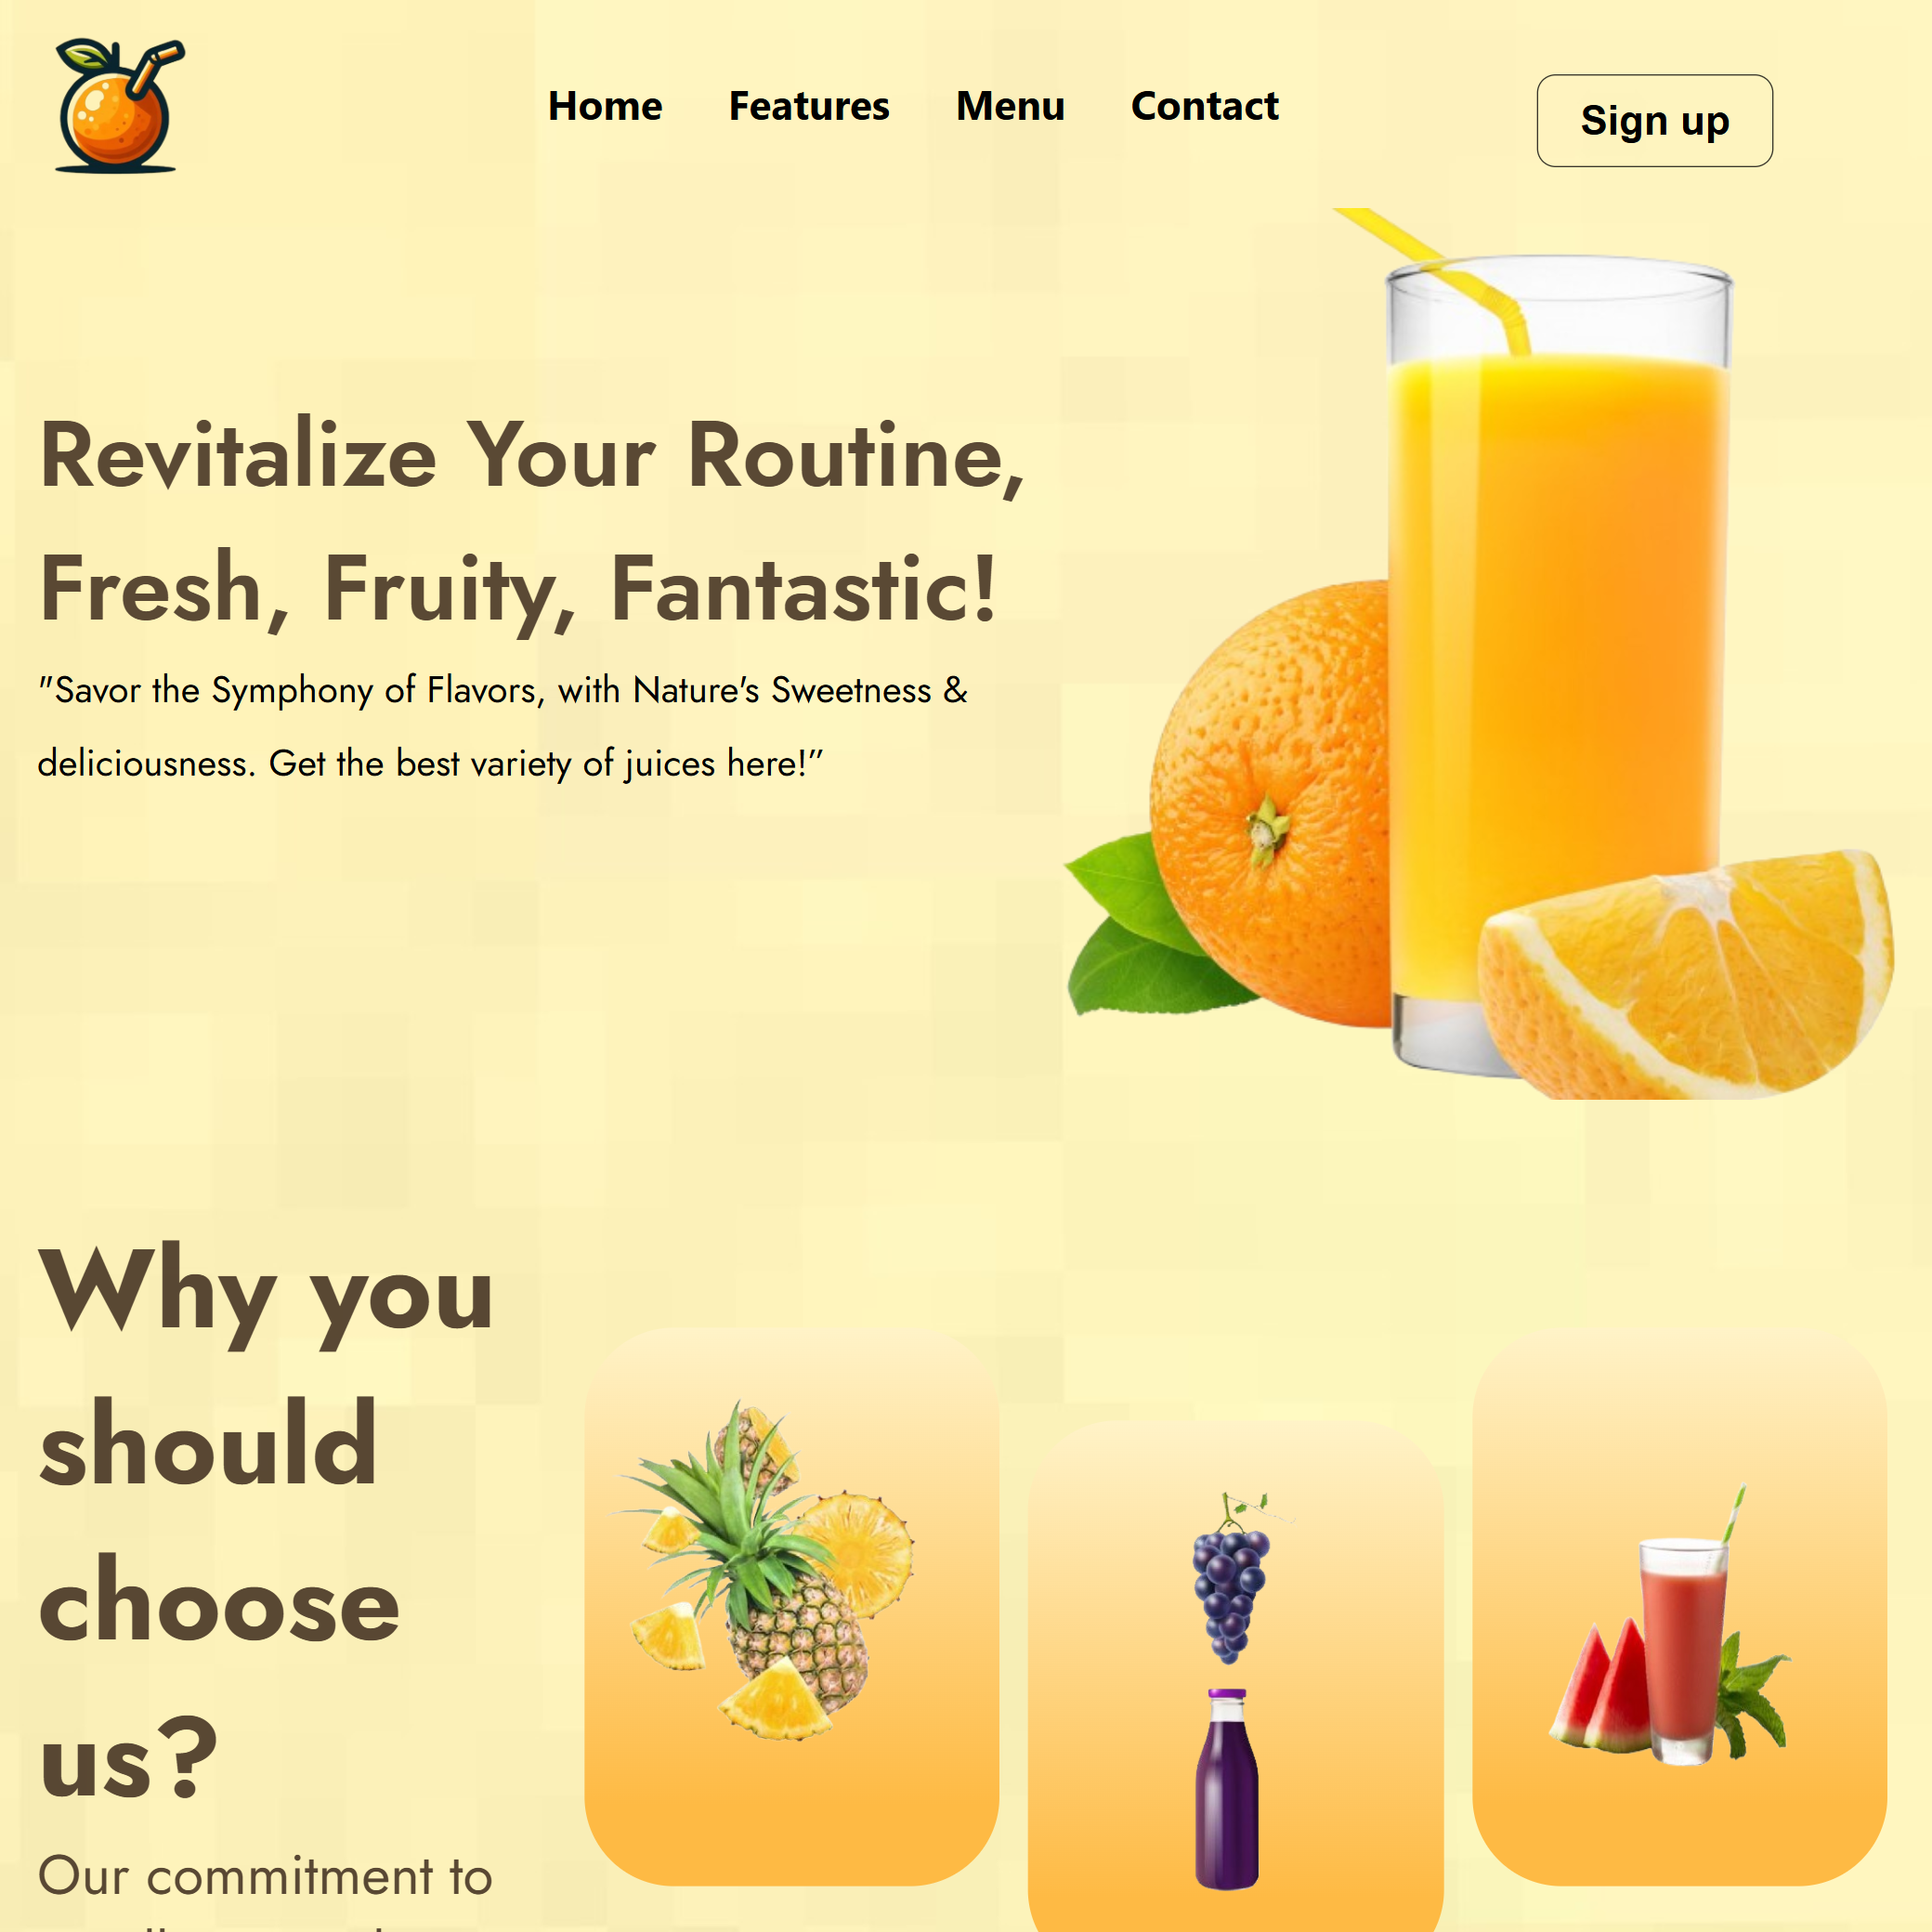 Home Features Menu Contact
Sign up
Revitalize Your Routine,
Fresh, Fruity, Fantastic!
"Savor the Symphony of Flavors, with Nature's Sweetness &
deliciousness. Get the best variety of juices here!”
Why you
should
choose
us?
Our commitment to